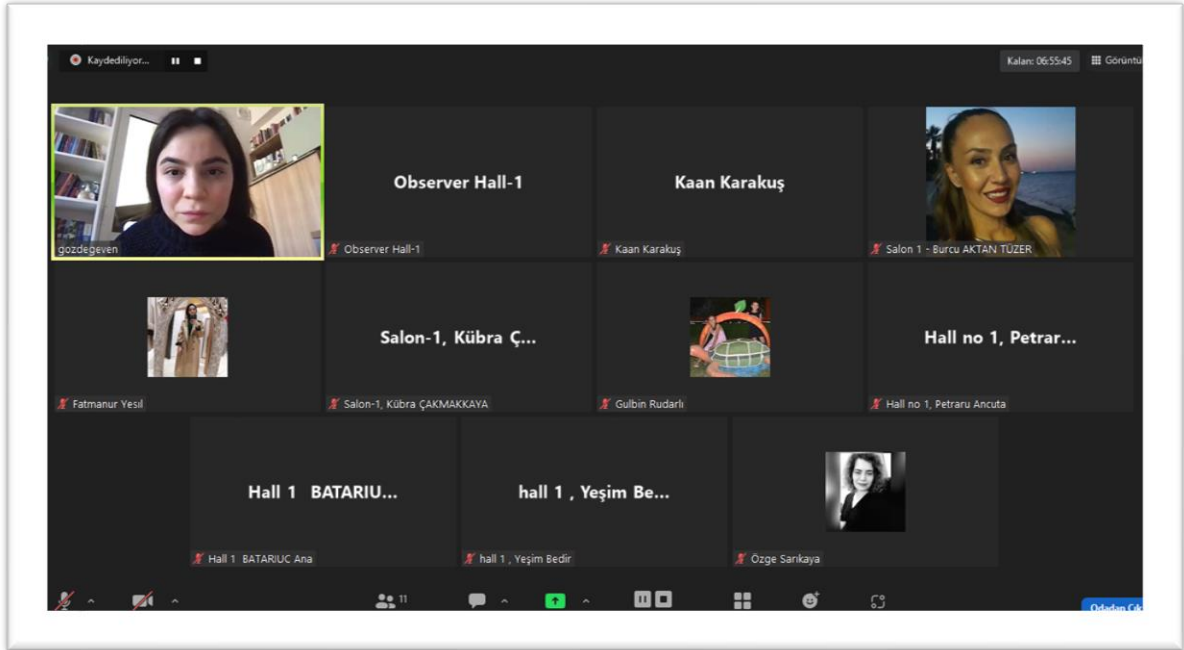 Kaydediliyor...
Kalan: 06:55:45
Görüntü
gozdegeven
Observer Hall-1
Observer Hall-1
Kaan Karakuş
Kaan Karakuş
Salon 1 - Burcu AKTAN TÜZER
Fatmanur Yesıl
Salon-1, Kübra Ç...
Salon-1, Kübra ÇAKMAKKAYA
Gulbin Rudarlı
Hall no 1, Petrar...
Hall no 1, Petraru Ancuta
Hall 1 BATARIU...
Hall 1 BATARIUC Ana
hall 1 , Yeşim Be...
hall 1 , Yeşim Bedir
Özge Sarıkaya
11
Odadan Çık